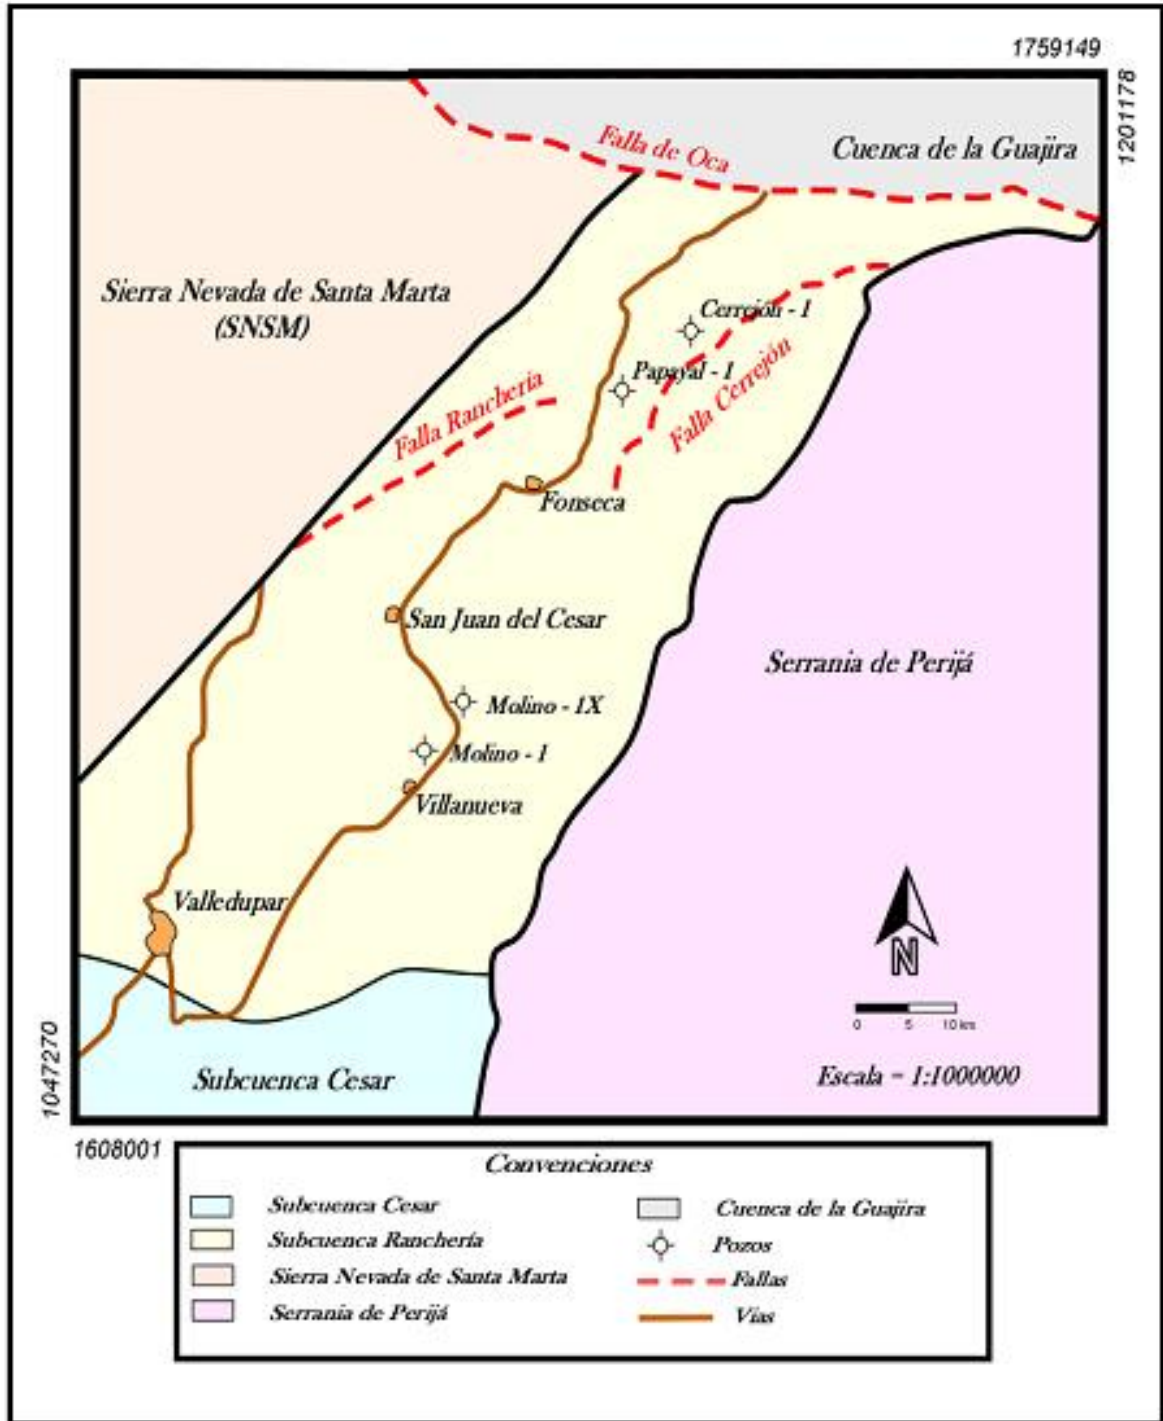 1759149
1201178
Falla de Oca
Cuenca de la Guajira
Sierra Nevada de Santa Marta
(SNSM)
Cerrejón - 1
Papayal - 1
Falla Ranchería
Falla Cerrejón
Fonseca
San Juan del Cesar
Serrania de Perijá
Molino - 1X
Molino - 1
Villanueva
Valledupar
N
0 5 10 km
1047270
Subcuenca Cesar
Escala = 1:1000000
1608001
Convenciones
Subcuenca Cesar
Cuenca de la Guajira
Subcuenca Ranchería
Pozos
Sierra Nevada de Santa Marta
Fallas
Serrania de Perijá
Vías